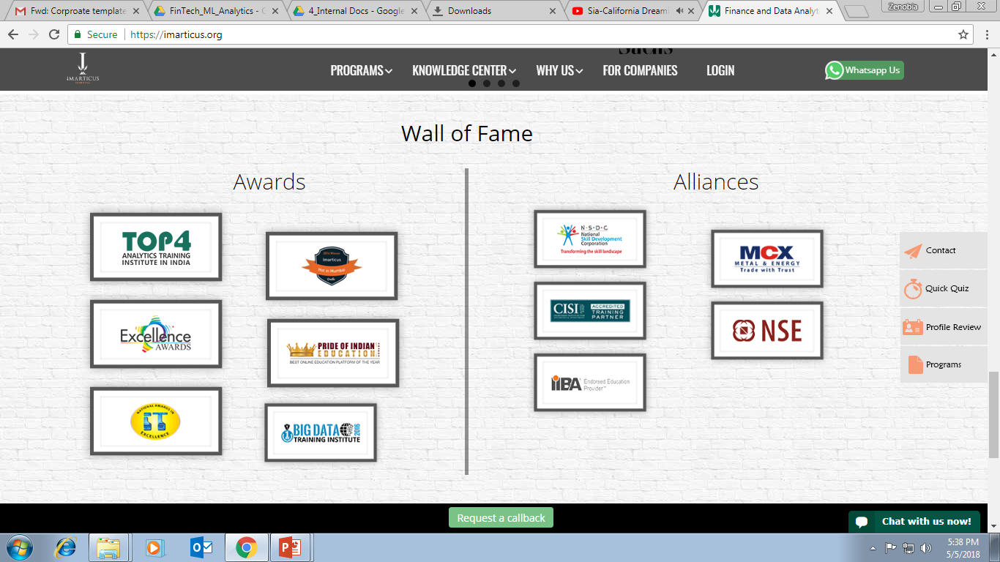 Fwd: Corproate template
FinTech_ML_Analytics - G
4_Internal Docs - Google
Downloads
Sia-California Dreami
Finance and Data Analyt
Zenobia
Secure
https://imarticus.org
IMARTICUS
PROGRAMS
KNOWLEDGE CENTER
WHY US
FOR COMPANIES
LOGIN
Whatsapp Us
Wall of Fame
Awards
TOP4
ANALYTICS TRAINING
INSTITUTE IN INDIA
2016 Winner
Imarticus
Hot in Mumbai
Excellence
AWARDS
PRIDE OF INDIAN
EDUCATION
BEST ONLINE EDUCATION PLATFORM OF THE YEAR
NATIONAL AWARDS IN
IT
EXCELLENCE
BIG DATA
TRAINING INSTITUTE
2016
Alliances
N·S·D·C
National
Skill Development
Corporation
Transforming the skill landscape
MCX
METAL & ENERGY
Trade with Trust
CISI
ACCREDITED
TRAINING
PARTNER
NSE
IIBA
Endorsed Education
Provider™
Contact
Quick Quiz
Profile Review
Programs
Request a callback
Chat with us now!
5:38 PM
5/5/2018